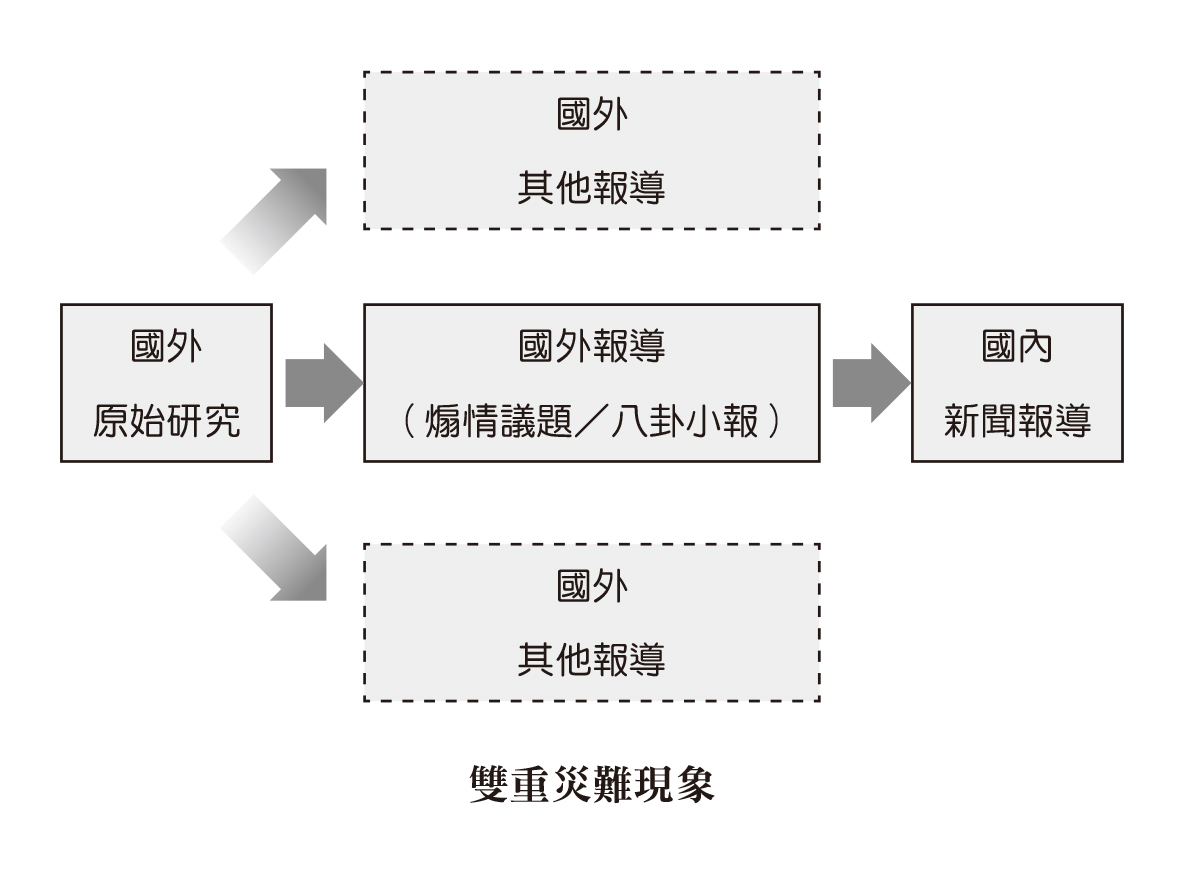 國外
其他報導
國外
原始研究
國外報導
（煽情議題／八卦小報）
國內
新聞報導
國外
其他報導
雙重災難現象